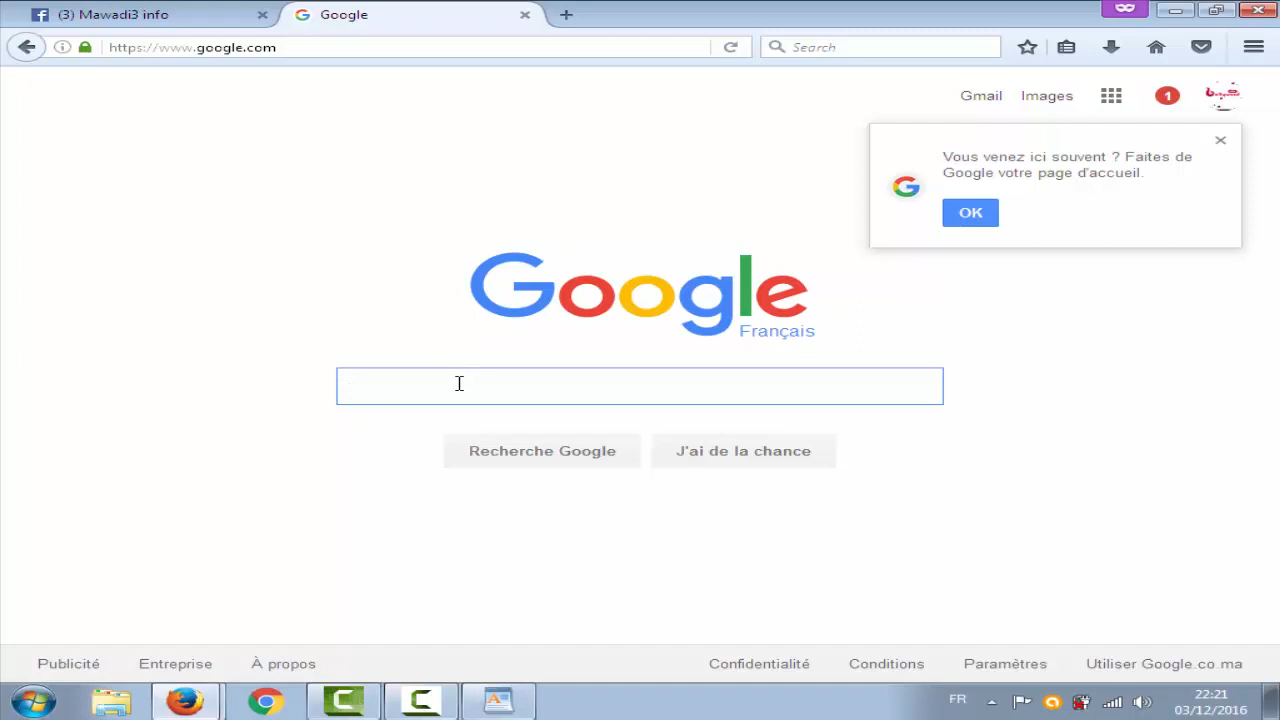 (3) Mawadi3 info
Google
https://www.google.com
Search
Gmail Images
1
Vous venez ici souvent ? Faites de
Google votre page d'accueil.
OK
Google
Français
Recherche Google
J'ai de la chance
Publicité Entreprise À propos
Confidentialité Conditions Paramètres Utiliser Google.co.ma
FR
22:21
03/12/2016